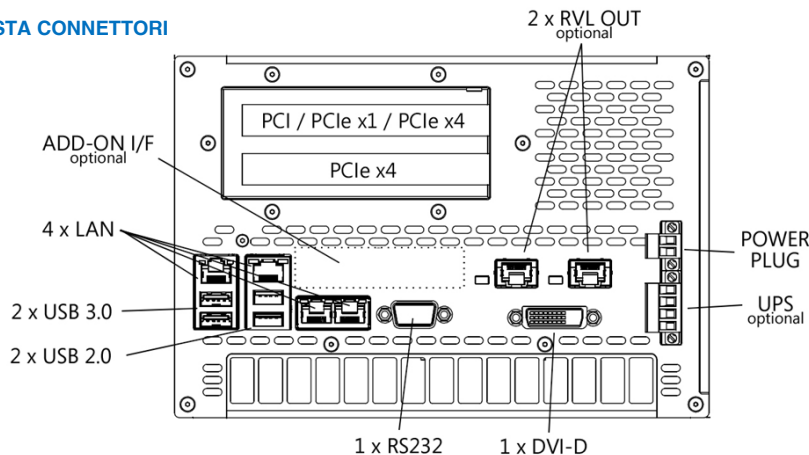 STA CONNETTORI
2 x RVL OUT
optional
PCI / PCIe x1 / PCIe x4
PCIe x4
ADD-ON I/F
optional
4 x LAN
POWER
PLUG
2 x USB 3.0
UPS
optional
2 x USB 2.0
1 x RS232
1 x DVI-D